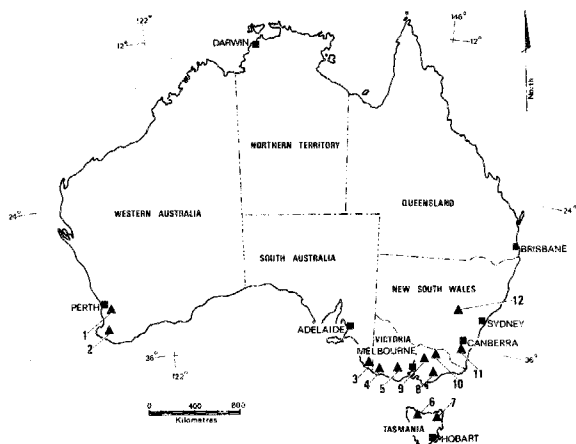 122°
146°
12°
12°
DARWIN
North
NORTHERN TERRITORY
WESTERN AUSTRALIA
QUEENSLAND
24°
24°
BRISBANE
SOUTH AUSTRALIA
NEW SOUTH WALES
12
PERTH
1
2
ADELAIDE
SYDNEY
VICTORIA
MELBOURNE
CANBERRA
36°
36°
122°
3
4
5
9
8
10
11
0
800
Kilometres
6
7
TASMANIA
HOBART